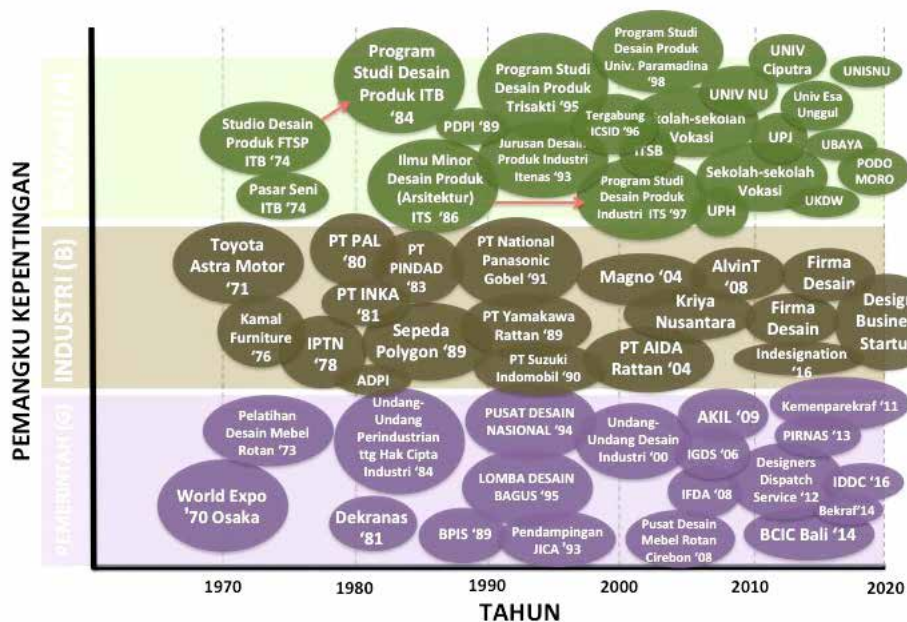 PEMANGKU KEPENTINGAN
INDUSTRI (B)
PEMERINTAH (G)
Program
Studi Desain
Produk ITB
‘84
Studio Desain
Produk FTSP
ITB ‘74
Pasar Seni
ITB ‘74
PDPI ‘89
Ilmu Minor
Desain Produk
(Arsitektur)
ITS ‘86
Program Studi
Desain Produk
Trisakti ‘95
Jurusan Desain
Produk Industri
Itenas ‘93
Program Studi
Desain Produk
Univ. Paramadina
‘98
Tergabung
ICSID ‘96
ITSB
Vokasi
Program Studi
Desain Produk
Industri ITS ‘97
UNIV NU
UNIV
Ciputra
UPJ
Sekolah-sekolah
Vokasi
UPH
Univ Esa
Unggul
UNISNU
UBAYA
PODO
MORO
UKDW
Toyota
Astra Motor
‘71
Kamal
Furniture
‘76
IPTN
‘78
PT PAL
‘80
PT
PINDAD
‘83
PT INKA
‘81
Sepeda
Polygon ‘89
ADPI
PT National
Panasonic
Gobel ‘91
PT Yamakawa
Rattan ‘89
PT Suzuki
Indomobil ‘90
Magno ‘04
PT AIDA
Rattan ‘04
Kriya
Nusantara
AlvinT
‘08
Firma
Desain
Firma
Desain
Indesignation
‘16
Design
Business
Startup
Pelatihan
Desain Mebel
Rotan ‘73
World Expo
’70 Osaka
Undang-
Undang
Perindustrian
ttg Hak Cipta
Industri ‘84
Dekranas
‘81
BPIS ‘89
PUSAT DESAIN
NASIONAL ‘94
LOMBA DESAIN
BAGUS ‘95
Pendampingan
JICA ‘93
Undang-
Undang Desain
Industri ‘00
AKIL ‘09
IGDS ‘06
IFDA ‘08
Pusat Desain
Mebel Rotan
Cirebon ‘08
Kemenparekraf ‘11
PIRNAS ‘13
Designers
Dispatch
Service ‘12
IDDC ‘16
Bekraf’14
BCIC Bali ‘14
1970
1980
1990
2000
2010
2020
TAHUN